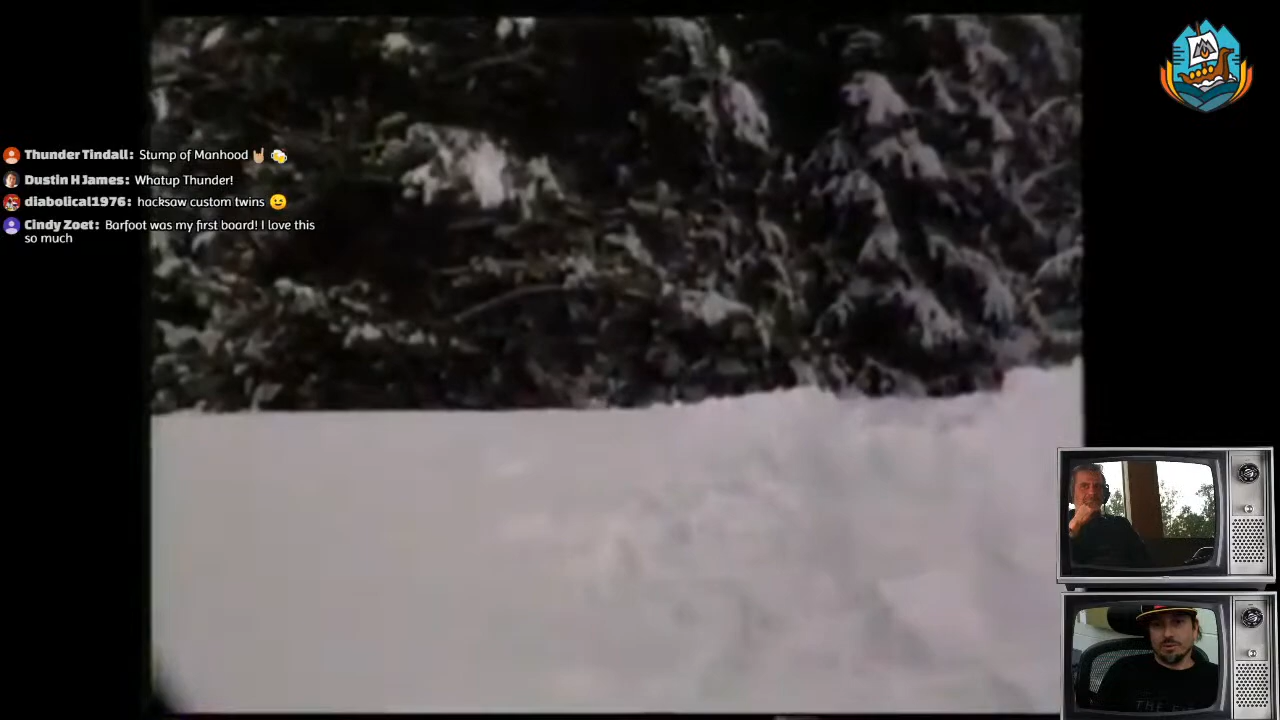 Thunder Tindall: Stump of Manhood 🤘🏼 🍻
Dustin H James: Whatup Thunder!
diabolical1976: hacksaw custom twins 😉
Cindy Zoet: Barfoot was my first board! I love this
so much
THE